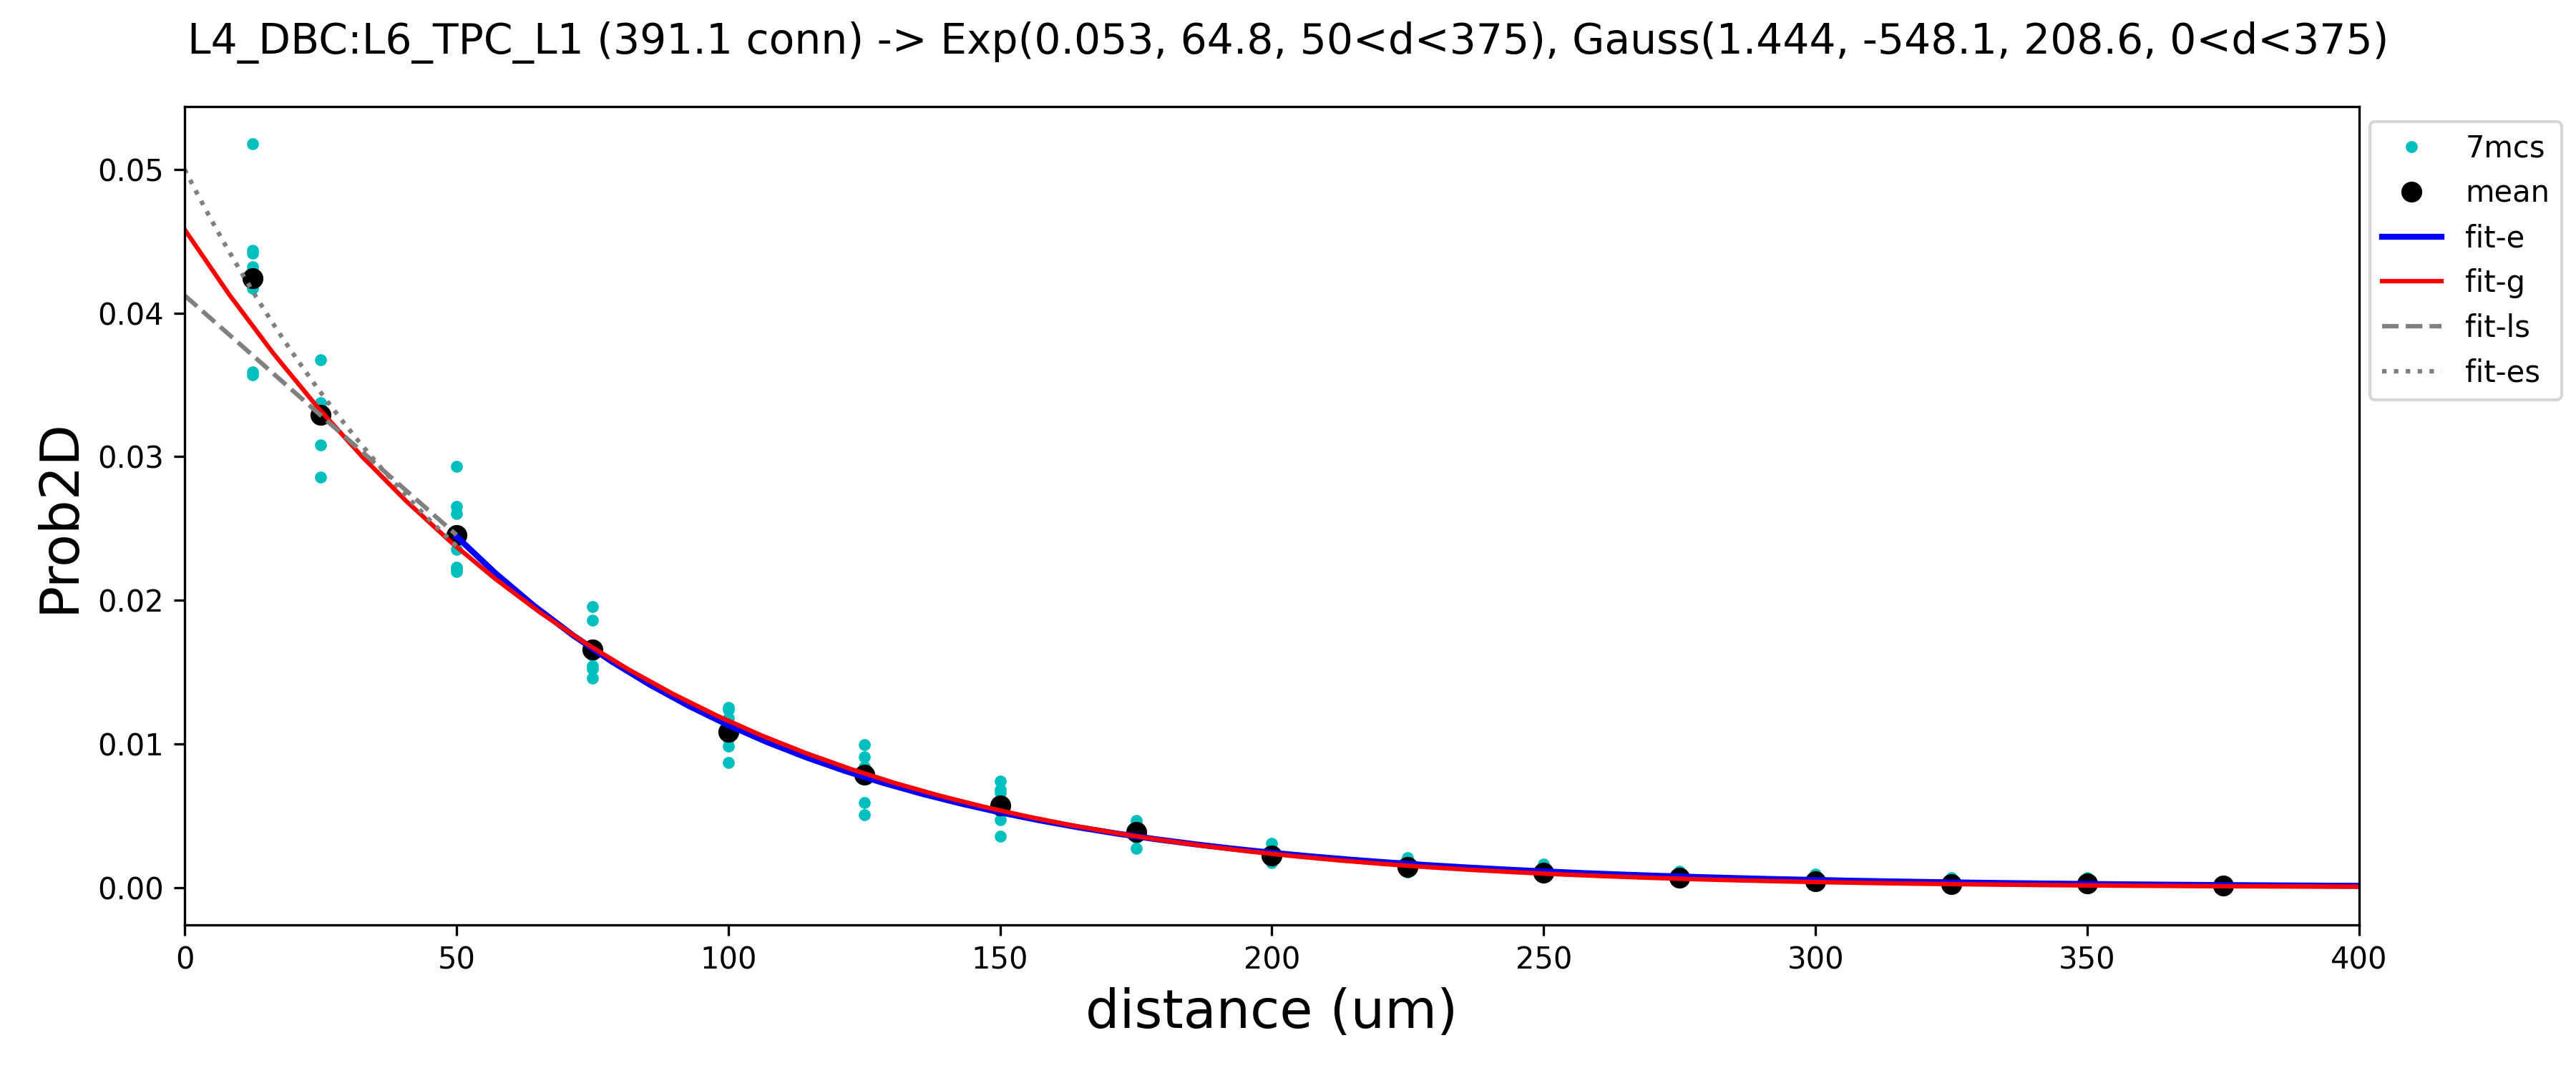 L4_DBC:L6_TPC_L1 (391.1 conn) -> Exp(0.053, 64.8, 50<d<375), Gauss(1.444, -548.1, 208.6, 0<d<375)
7mcs
mean
fit-e
fit-g
fit-ls
fit-es
Prob2D
0.05
0.04
0.03
0.02
0.01
0.00
0 50 100 150 200 250 300 350 400
distance (um)